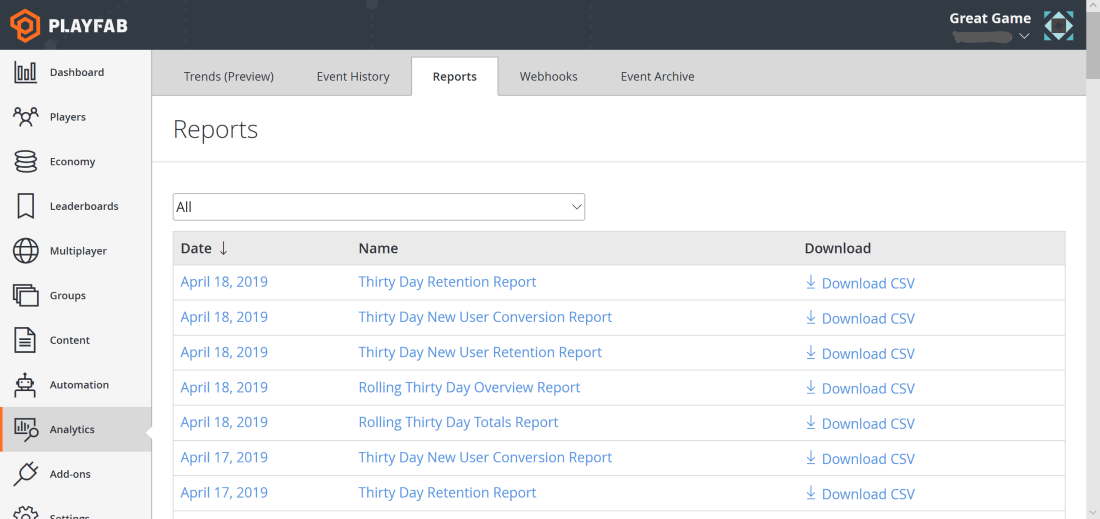 PLAYFAB
Great Game
Dashboard
Players
Economy
Leaderboards
Multiplayer
Groups
Content
Automation
Analytics
Add-ons
Settings
Trends (Preview) Event History Reports Webhooks Event Archive
Reports
All
Date ↓ Name Download
April 18, 2019 Thirty Day Retention Report Download CSV
April 18, 2019 Thirty Day New User Conversion Report Download CSV
April 18, 2019 Thirty Day New User Retention Report Download CSV
April 18, 2019 Rolling Thirty Day Overview Report Download CSV
April 18, 2019 Rolling Thirty Day Totals Report Download CSV
April 17, 2019 Thirty Day New User Conversion Report Download CSV
April 17, 2019 Thirty Day Retention Report Download CSV